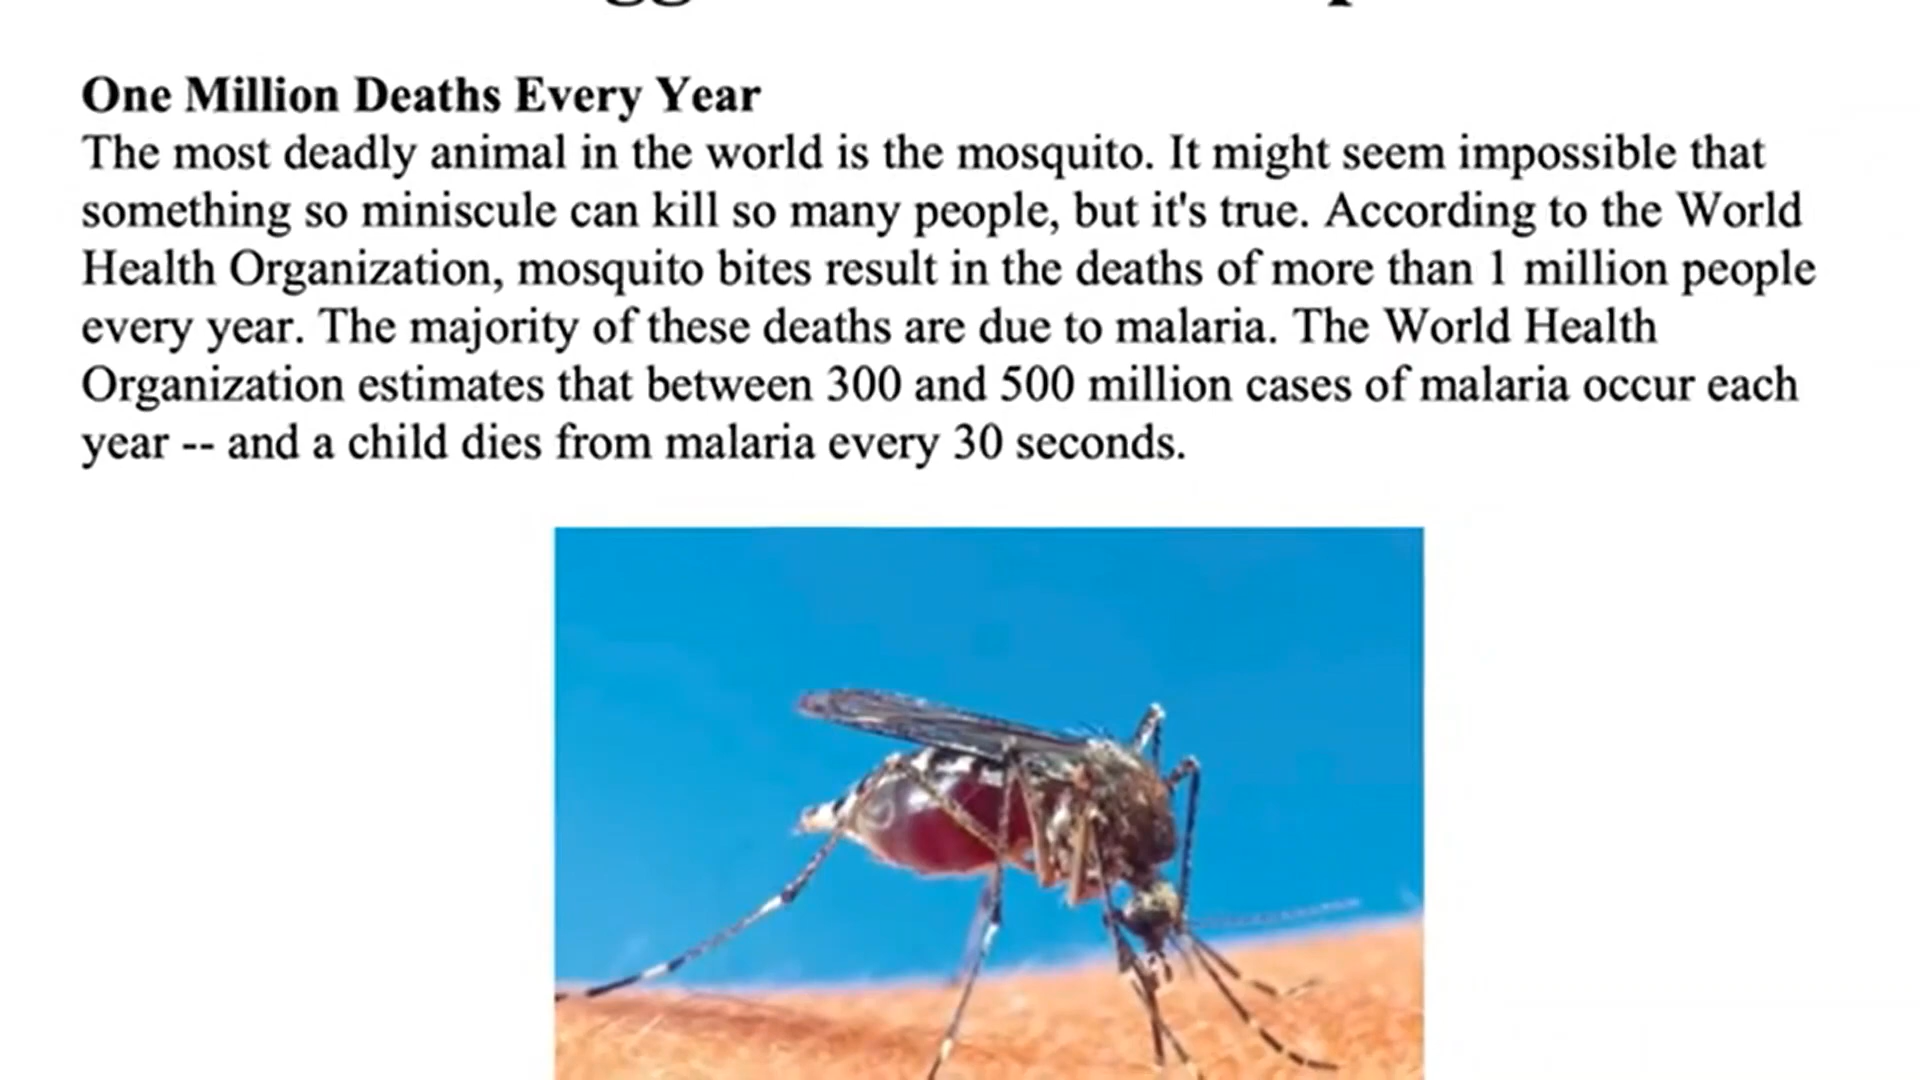 One Million Deaths Every Year
The most deadly animal in the world is the mosquito. It might seem impossible that
something so miniscule can kill so many people, but it's true. According to the World
Health Organization, mosquito bites result in the deaths of more than 1 million people
every year. The majority of these deaths are due to malaria. The World Health
Organization estimates that between 300 and 500 million cases of malaria occur each
year -- and a child dies from malaria every 30 seconds.